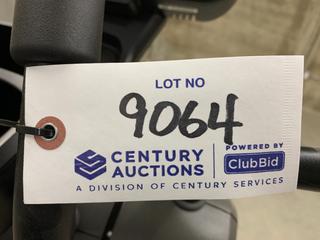 LOT NO
9064
CENTURY AUCTIONS
POWERED BY
ClubBid
A DIVISION OF CENTURY SERVICES